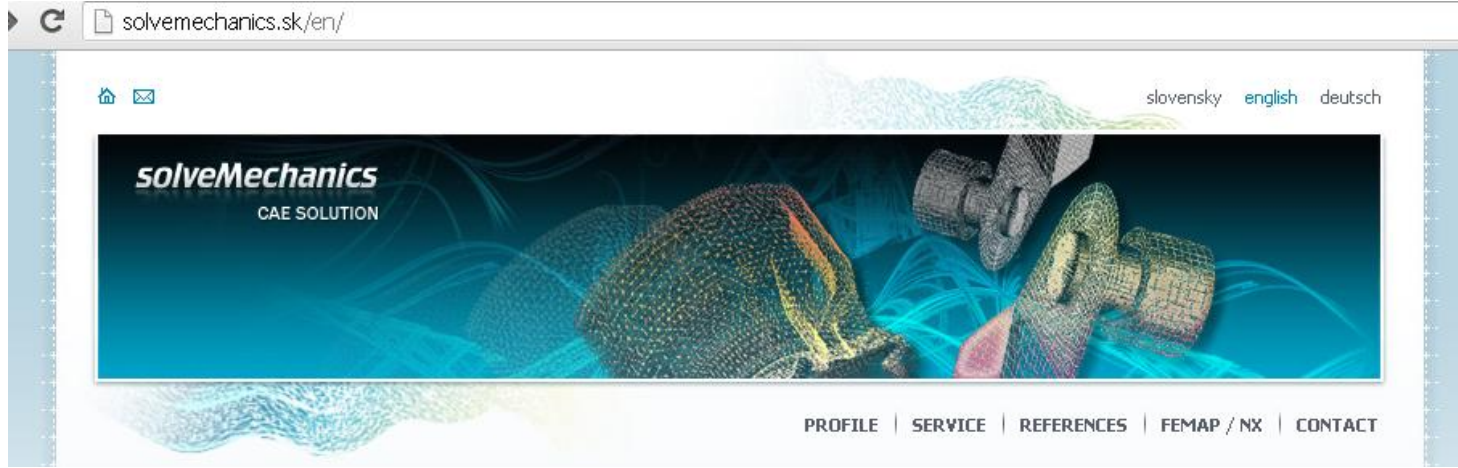 solvemechanics.sk/en/
slovensky english deutsch
solveMechanics
CAE SOLUTION
PROFILE | SERVICE | REFERENCES | FEMAP / NX | CONTACT